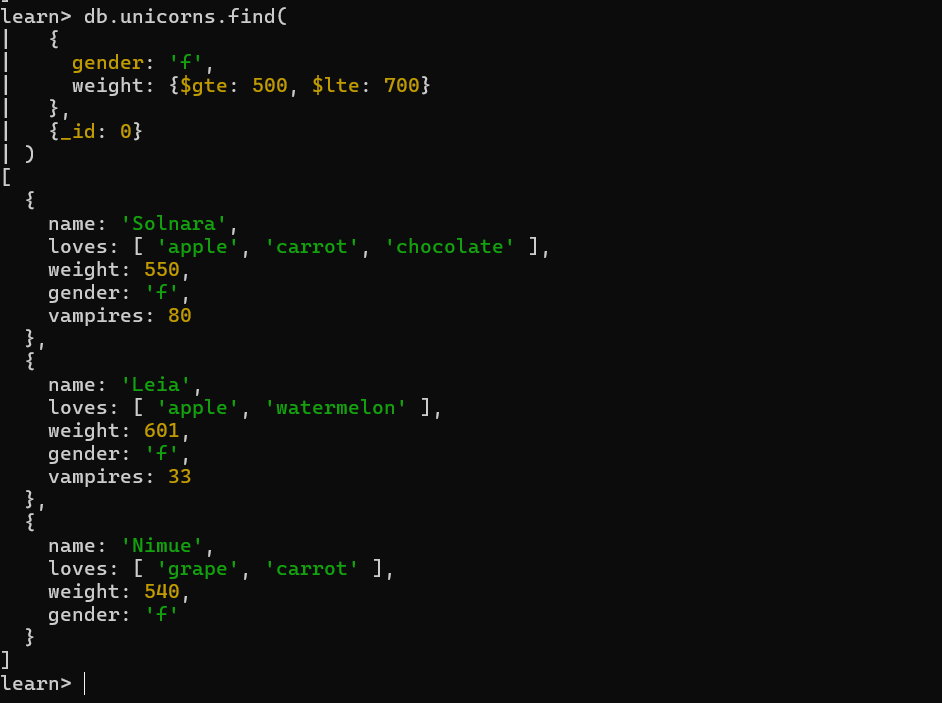 learn> db.unicorns.find(
|   {
|     gender: 'f',
|     weight: {$gte: 500, $lte: 700}
|   },
|   {_id: 0}
| )
[
  {
    name: 'Solnara',
    loves: [ 'apple', 'carrot', 'chocolate' ],
    weight: 550,
    gender: 'f',
    vampires: 80
  },
  {
    name: 'Leia',
    loves: [ 'apple', 'watermelon' ],
    weight: 601,
    gender: 'f',
    vampires: 33
  },
  {
    name: 'Nimue',
    loves: [ 'grape', 'carrot' ],
    weight: 540,
    gender: 'f'
  }
]
learn>